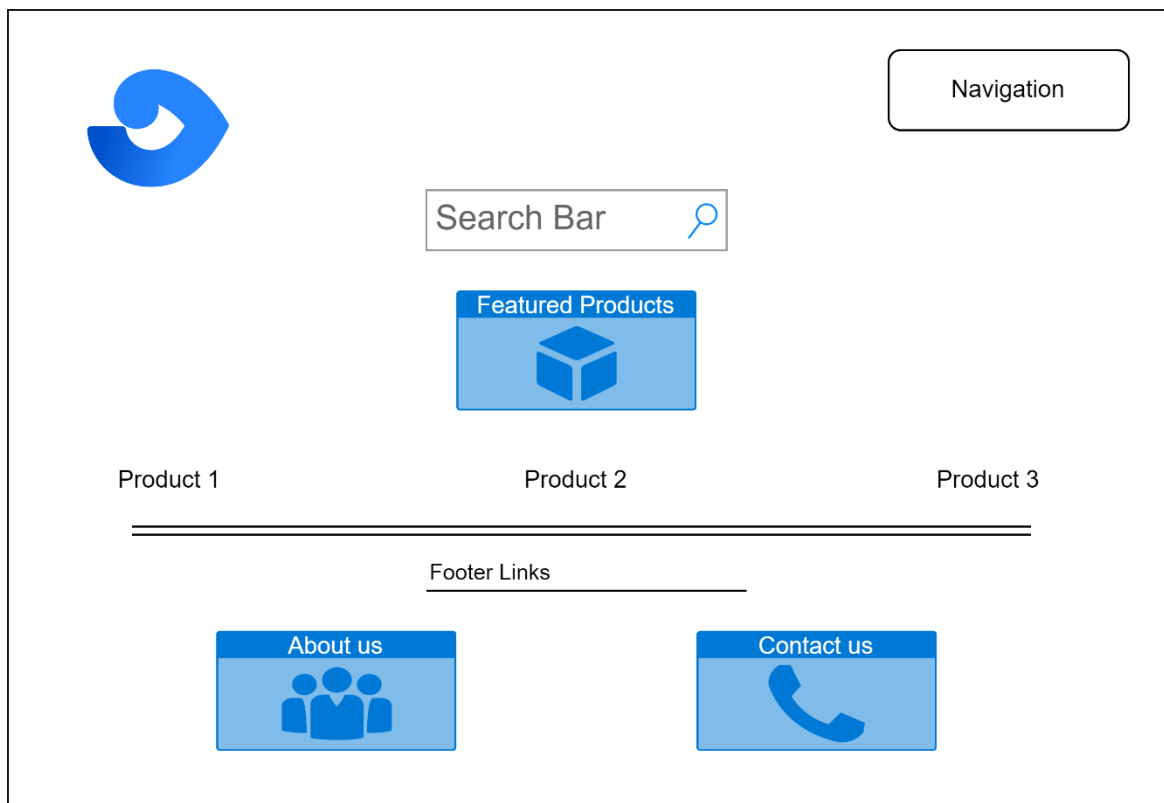 Navigation
Search Bar
Featured Products
Product 1
Product 2
Product 3
Footer Links
About us
Contact us